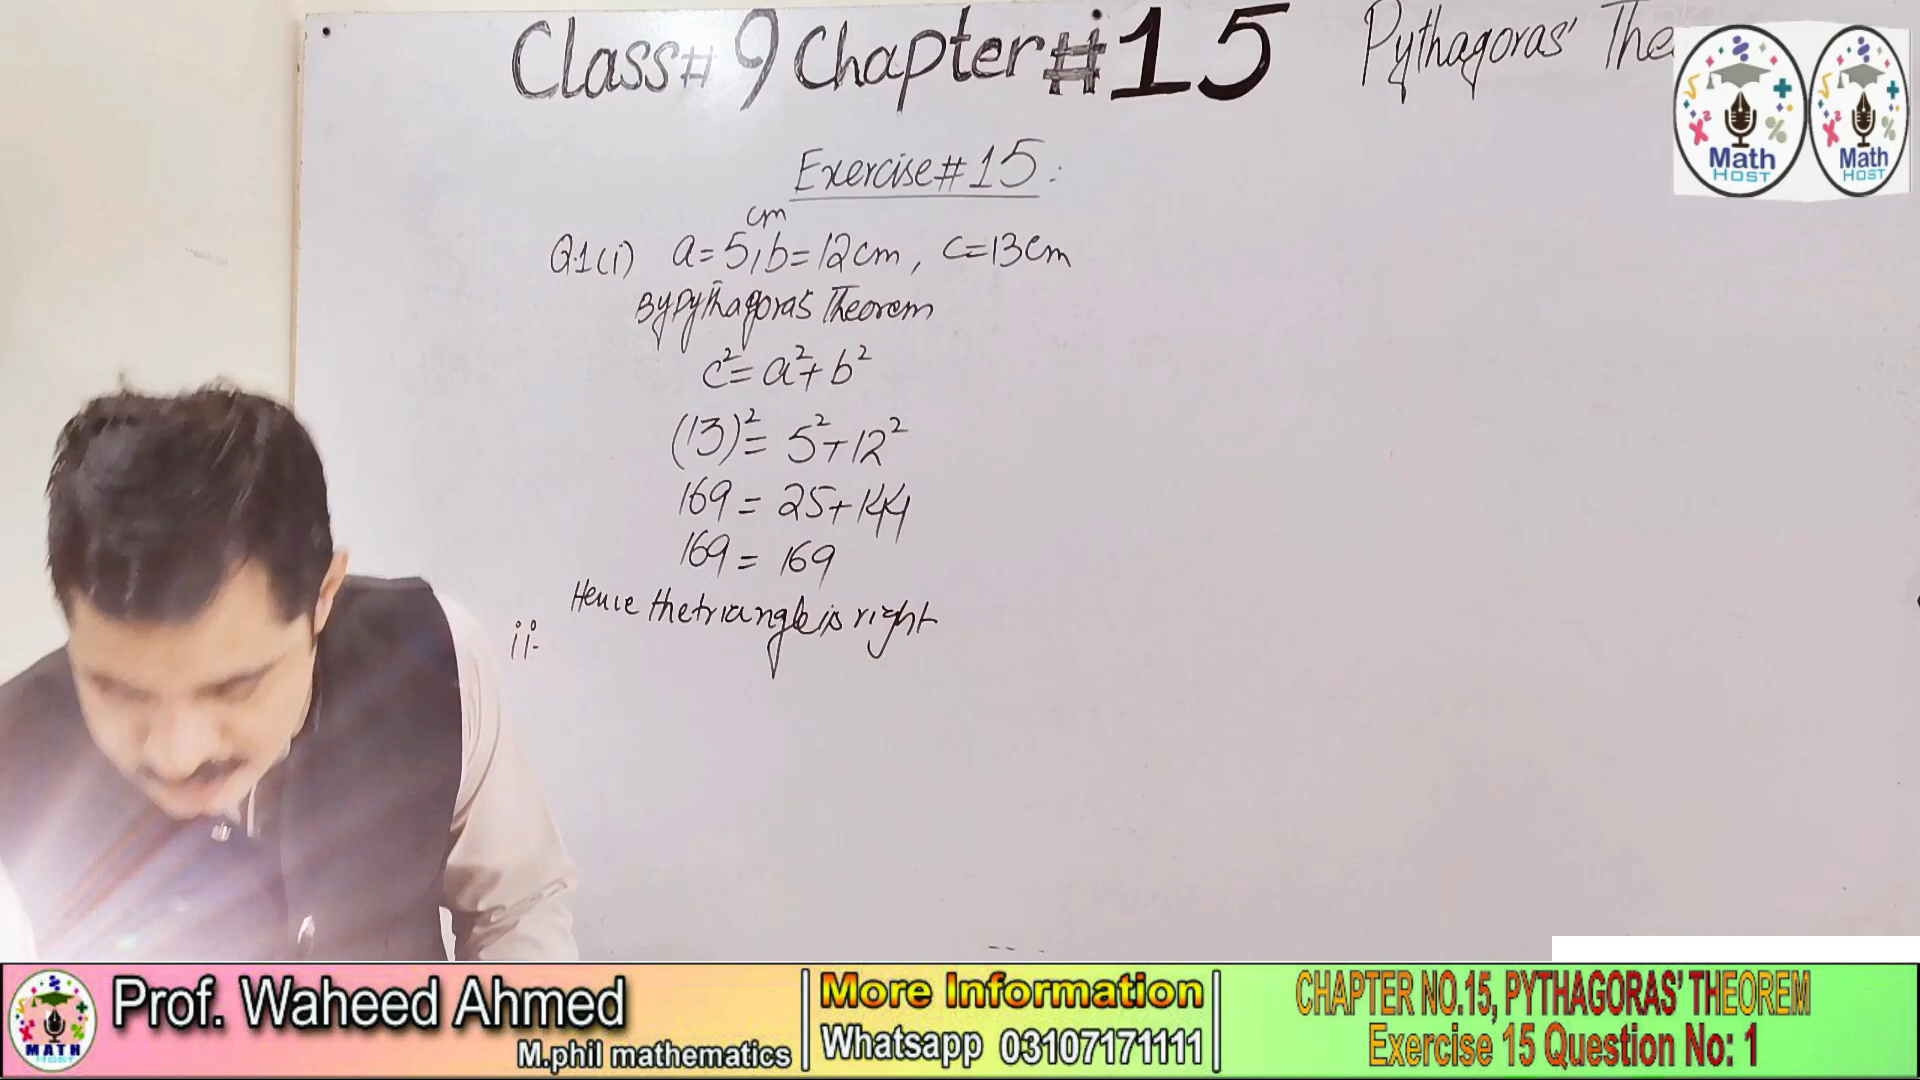 Class# 9 Chapter #15 Pythagoras' The
Math
HOST
Math
HOST
Exercise#15:
cm
Q.1(i) a=5, b=12cm, c=13cm
By Pythagoras Theorem
c²=a²+b²
(13)²= 5²+12²
169 = 25+144
169 = 169
Hence the triangle is right
ii-
MATH
HOST
Prof. Waheed Ahmed
M.phil mathematics
More Information
Whatsapp 03107171111
CHAPTER NO.15, PYTHAGORAS' THEOREM
Exercise 15 Question No: 1